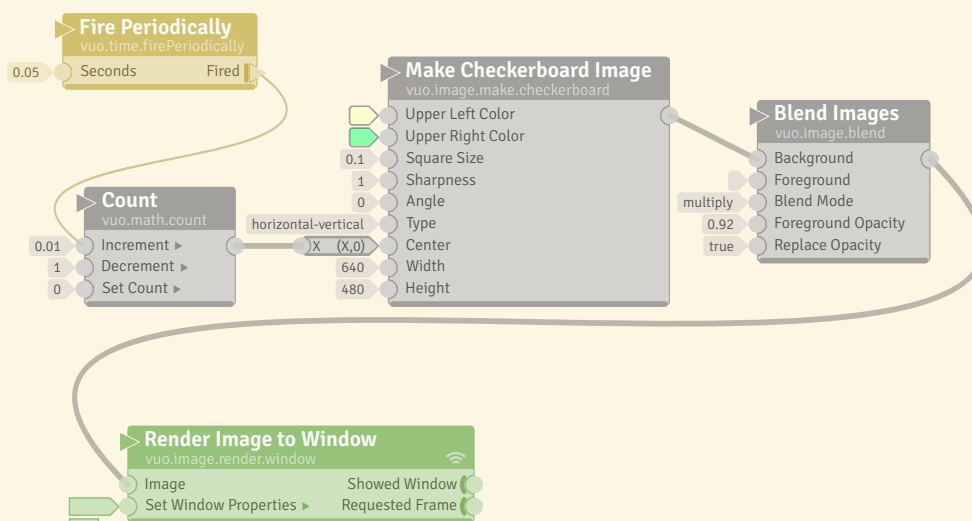 Fire Periodically
vuo.time.firePeriodically
0.05 Seconds Fired
Make Checkerboard Image
vuo.image.make.checkerboard
Upper Left Color
Upper Right Color
0.1 Square Size
1 Sharpness
0 Angle
horizontal-vertical Type
X (X,0) Center
640 Width
480 Height
Blend Images
vuo.image.blend
Background
Foreground
multiply Blend Mode
0.92 Foreground Opacity
true Replace Opacity
Count
vuo.math.count
0.01 Increment
1 Decrement
0 Set Count
Render Image to Window
vuo.image.render.window
Image Showed Window
Set Window Properties Requested Frame